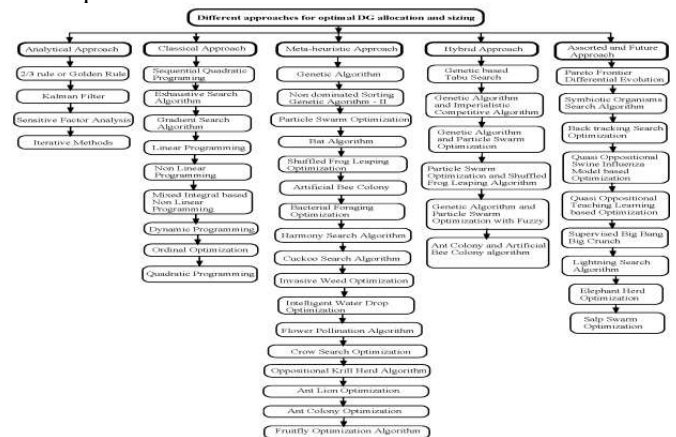 Different approaches for optimal DG allocation and sizing
Analytical Approach
2/3 rule or Golden Rule
Kalman Filter
Sensitive Factor Analysis
Iterative Methods
Classical Approach
Sequential Quadratic
Programing
Exhaustive Search
Algorithm
Gradient Search
Algorithm
Linear Programming
Non Linear
Programming
Mixed Integral based
Non Linear
Programming
Dynamic Programming
Ordinal Optimization
Quadratic Programming
Meta-heuristic Approach
Genetic Algorithm
Non dominated Sorting
Genetic Agorithm - II
Particle Swarm Optimization
Bat Algorithm
Shuffled Frog Leaping
Optimization
Artificial Bee Colony
Bacterial Foraging
Optimization
Harmony Search Algorithm
Cuckoo Search Algorithm
Invasive Weed Optimization
Intelligent Water Drop
Optimization
Flower Pollination Algorithm
Crow Search Optimization
Oppositional Krill Herd Algorithm
Ant Lion Optimization
Ant Colony Optimization
Fruitfly Optimization Algorithm
Hybrid Approach
Genetic based
Tabu Search
Genetic Algorithm
and Imperialistic
Competitive Algorithm
Genetic Algorithm
and Particle Swarm
Optimization
Particle Swarm
Optimization and Shuffled
Frog Leaping Algorithm
Genetic Algorithm and
Particle Swarm
Optimization with Fuzzy
Ant Colony and Artificial
Bee Colony algorithm
Assorted and Future
Approach
Pareto Frontier
Differential Evolution
Symbiotic Organisms
Search Algorithm
Back tracking Search
Optimization
Quasi Oppositional
Swine Influenza
Model based
Optimization
Quasi Oppositional
Teaching Learning
based Optimization
Supervised Big Bang
Big Crunch
Lightning Search
Algorithm
Elephant Herd
Optimization
Salp Swarm
Optimization